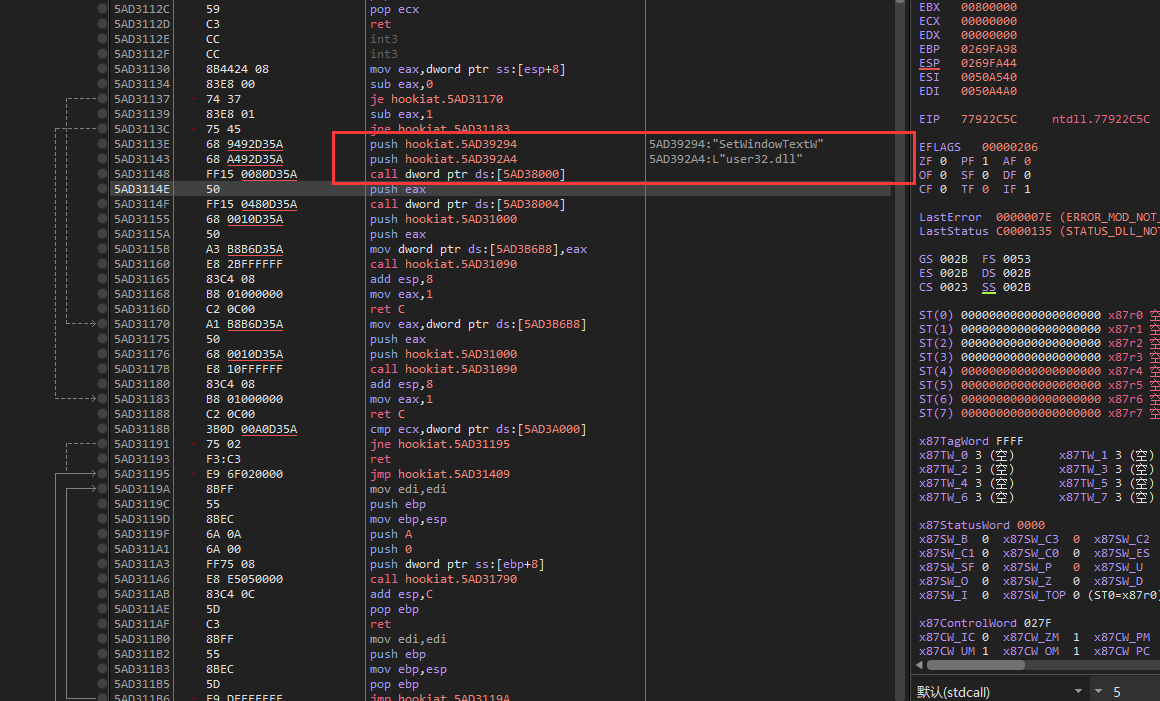 5AD3112C 59 pop ecx
5AD3112D C3 ret
5AD3112E CC int3
5AD3112F CC int3
5AD31130 8B4424 08 mov eax,dword ptr ss:[esp+8]
5AD31134 83E8 00 sub eax,0
5AD31137 74 37 je hookiat.5AD31170
5AD31139 83E8 01 sub eax,1
5AD3113C 75 45 jne hookiat.5AD31183
5AD3113E 68 9492D35A push hookiat.5AD39294 5AD39294:"SetWindowTextW"
5AD31143 68 A492D35A push hookiat.5AD392A4 5AD392A4:L"user32.dll"
5AD31148 FF15 0080D35A call dword ptr ds:[5AD38000]
5AD3114E 50 push eax
5AD3114F FF15 0480D35A call dword ptr ds:[5AD38004]
5AD31155 68 0010D35A push hookiat.5AD31000
5AD3115A 50 push eax
5AD3115B A3 B8B6D35A mov dword ptr ds:[5AD3B6B8],eax
5AD31160 E8 2BFFFFFF call hookiat.5AD31090
5AD31165 83C4 08 add esp,8
5AD31168 B8 01000000 mov eax,1
5AD3116D C2 0C00 ret C
5AD31170 A1 B8B6D35A mov eax,dword ptr ds:[5AD3B6B8]
5AD31175 50 push eax
5AD31176 68 0010D35A push hookiat.5AD31000
5AD3117B E8 10FFFFFF call hookiat.5AD31090
5AD31180 83C4 08 add esp,8
5AD31183 B8 01000000 mov eax,1
5AD31188 C2 0C00 ret C
5AD3118B 3B0D 00A0D35A cmp ecx,dword ptr ds:[5AD3A000]
5AD31191 75 02 jne hookiat.5AD31195
5AD31193 F3:C3 ret
5AD31195 E9 6F020000 jmp hookiat.5AD31409
5AD3119A 8BFF mov edi,edi
5AD3119C 55 push ebp
5AD3119D 8BEC mov ebp,esp
5AD3119F 6A 0A push A
5AD311A1 6A 00 push 0
5AD311A3 FF75 08 push dword ptr ss:[ebp+8]
5AD311A6 E8 E5050000 call hookiat.5AD31790
5AD311AB 83C4 0C add esp,C
5AD311AE 5D pop ebp
5AD311AF C3 ret
5AD311B0 8BFF mov edi,edi
5AD311B2 55 push ebp
5AD311B3 8BEC mov ebp,esp
5AD311B5 5D pop ebp
5AD311B6 E9 DFFFFFFF jmp hookiat.5AD3119A
EBX 00800000
ECX 00000000
EDX 00000000
EBP 0269FA98
ESP 0269FA44
ESI 0050A540
EDI 0050A4A0
EIP 77922C5C ntdll.77922C5C
EFLAGS 00000206
ZF 0 PF 1 AF 0
OF 0 SF 0 DF 0
CF 0 TF 0 IF 1
LastError 0000007E (ERROR_MOD_NOT_
LastStatus C0000135 (STATUS_DLL_NOT
GS 002B FS 0053
ES 002B DS 002B
CS 0023 SS 002B
ST(0) 00000000000000000000 x87r0 空
ST(1) 00000000000000000000 x87r1 空
ST(2) 00000000000000000000 x87r2 空
ST(3) 00000000000000000000 x87r3 空
ST(4) 00000000000000000000 x87r4 空
ST(5) 00000000000000000000 x87r5 空
ST(6) 00000000000000000000 x87r6 空
ST(7) 00000000000000000000 x87r7 空
x87TagWord FFFF
x87TW_0 3 (空) x87TW_1 3 (空)
x87TW_2 3 (空) x87TW_3 3 (空)
x87TW_4 3 (空) x87TW_5 3 (空)
x87TW_6 3 (空) x87TW_7 3 (空)
x87StatusWord 0000
x87SW_B 0 x87SW_C3 0 x87SW_C2
x87SW_C1 0 x87SW_C0 0 x87SW_ES
x87SW_SF 0 x87SW_P 0 x87SW_U
x87SW_O 0 x87SW_Z 0 x87SW_D
x87SW_I 0 x87SW_TOP 0 (ST0=x87r0)
x87ControlWord 027F
x87CW_IC 0 x87CW_ZM 1 x87CW_PM
x87CW_UM 1 x87CW_OM 1 x87CW_PC
默认(stdcall) 5